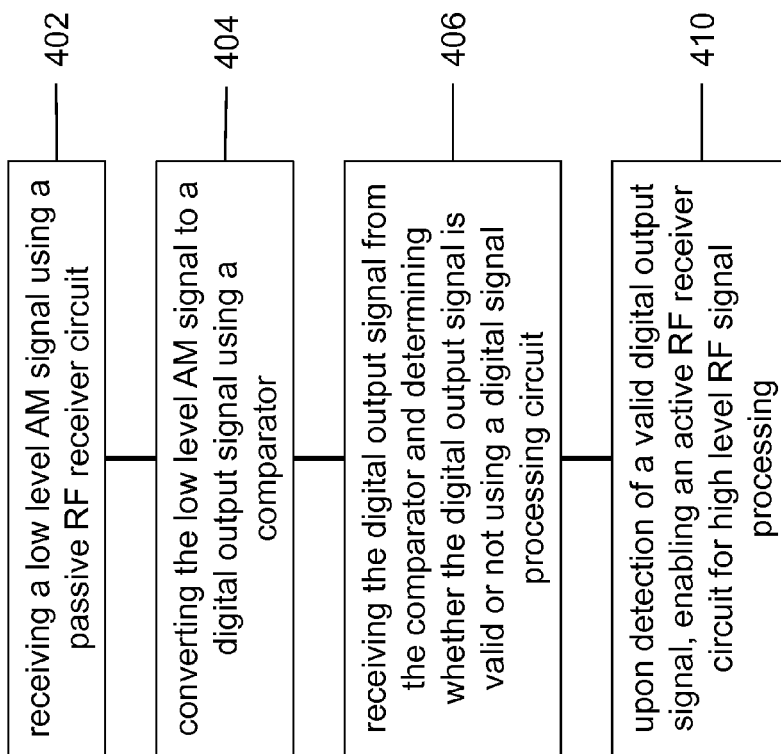 receiving a low level AM signal using a
passive RF receiver circuit
402
converting the low level AM signal to a
digital output signal using a
comparator
404
receiving the digital output signal from
the comparator and determining
whether the digital output signal is
valid or not using a digital signal
processing circuit
406
upon detection of a valid digital output
signal, enabling an active RF receiver
circuit for high level RF signal
processing
410